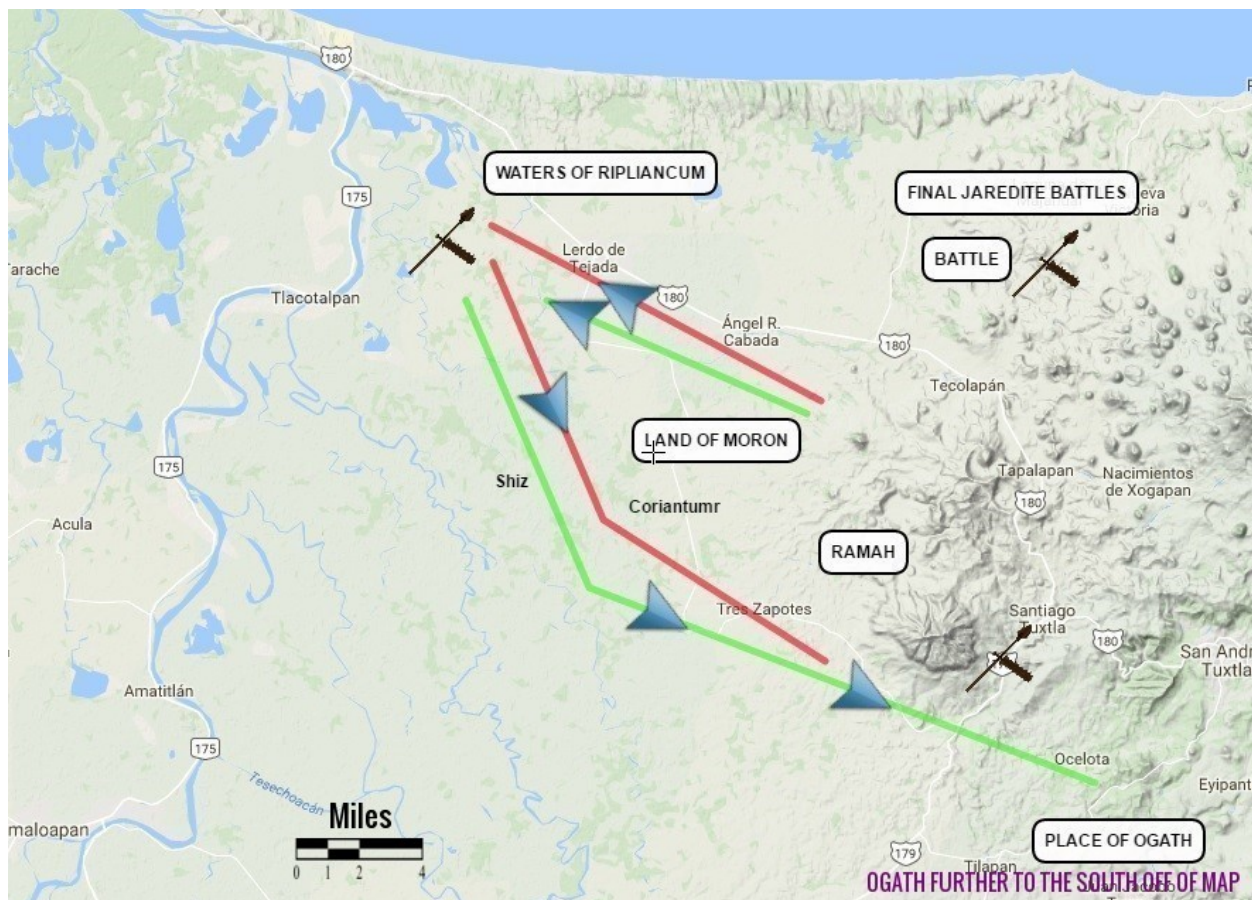 180
175
WATERS OF RIPLIANCUM
FINAL JAREDITE BATTLES
BATTLE
Lerdo de
Tejada
Tlacotalpan
180
Ángel R.
Cabada
180
Tecolapán
LAND OF MORON
175
Tapalapan
Nacimientos
de Xogapan
180
Shiz
Coriantumr
Acula
RAMAH
Tres Zapotes
Santiago
Tuxtla
180
San Andr
Tuxtla
Amatitlán
175
Ocelota
Eyipant
Tesechoacán
Miles
0 1 2 4
maloapan
PLACE OF OGATH
179
Tilapan
OGATH FURTHER TO THE SOUTH OFF OF MAP